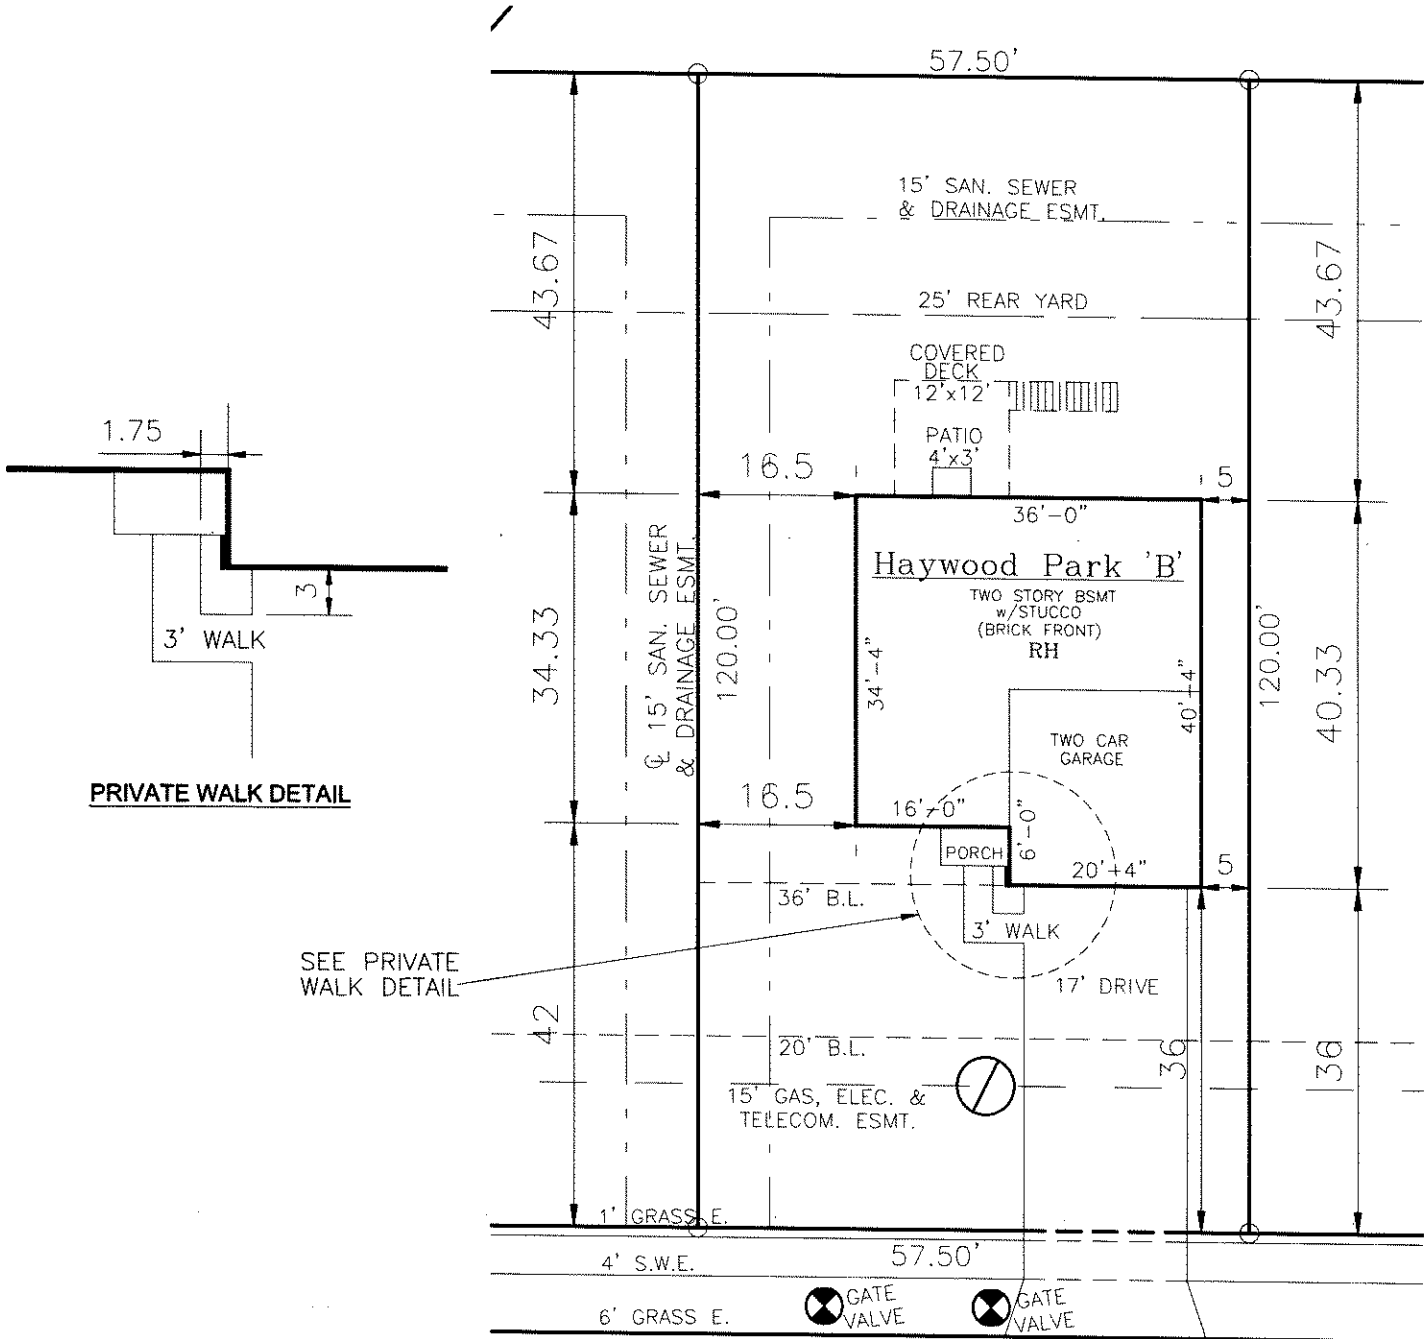 57.50'
15' SAN. SEWER
& DRAINAGE ESMT.
43.67
43.67
25' REAR YARD
COVERED
DECK
12'x12'
PATIO
4'x3'
1.75
16.5
5
36'-0"
Haywood Park 'B'
TWO STORY BSMT
w/STUCCO
(BRICK FRONT)
RH
3
3' WALK
PRIVATE WALK DETAIL
34.33
℄ 15' SAN. SEWER
& DRAINAGE ESMT.
120.00'
34'-4"
40'-4"
120.00'
40.33
TWO CAR
GARAGE
16.5
16'-0"
6'-0"
PORCH
20'-4"
5
36' B.L.
3' WALK
SEE PRIVATE
WALK DETAIL
17' DRIVE
42
20' B.L.
36
36
15' GAS, ELEC. &
TELECOM. ESMT.
1' GRASS E.
57.50'
4' S.W.E.
6' GRASS E.
GATE
VALVE
GATE
VALVE